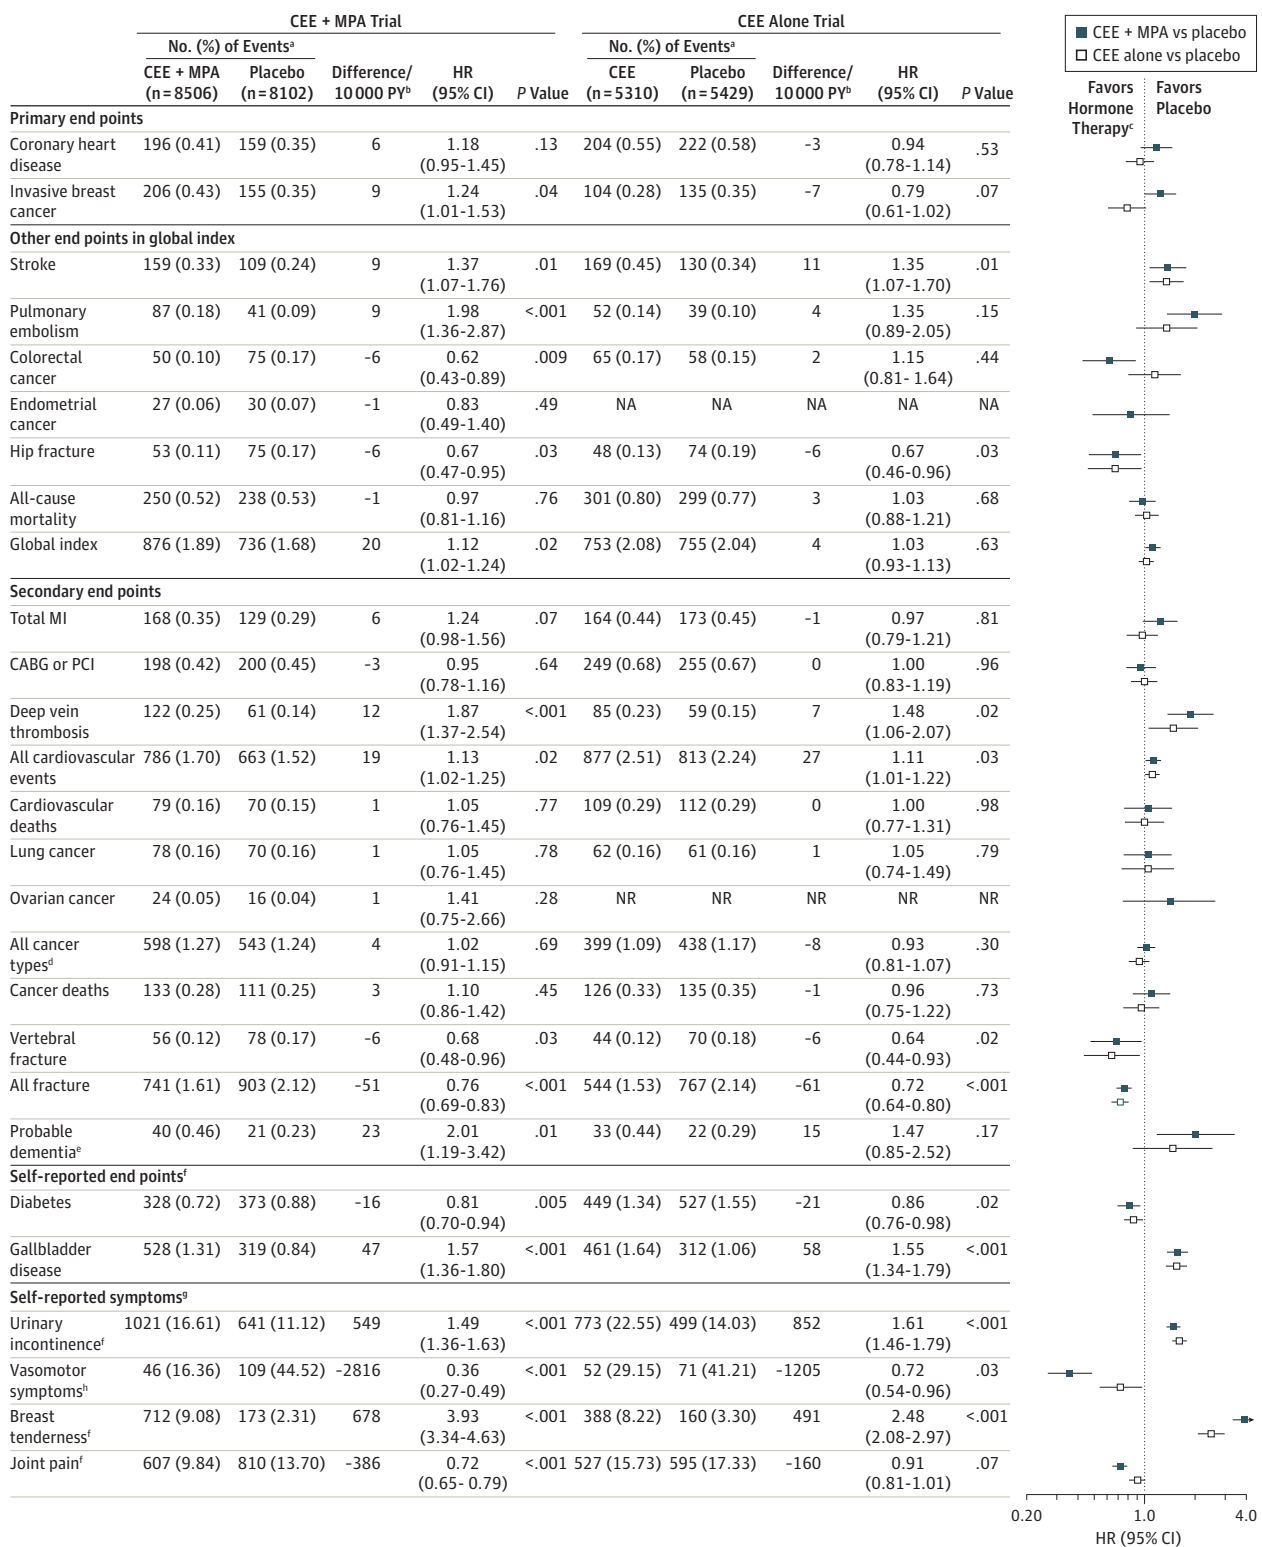 CEE + MPA Trial CEE Alone Trial
No. (%) of Eventsᵃ No. (%) of Eventsᵃ
CEE + MPA Placebo Difference/ HR CEE Placebo Difference/ HR
(n = 8506) (n = 8102) 10 000 PYᵇ (95% CI) P Value (n = 5310) (n = 5429) 10 000 PYᵇ (95% CI) P Value
CEE + MPA vs placebo
CEE alone vs placebo
Favors Hormone Therapyᶜ
Favors Placebo
Primary end points
Coronary heart 196 (0.41) 159 (0.35) 6 1.18 .13 204 (0.55) 222 (0.58) -3 0.94 .53
disease (0.95-1.45) (0.78-1.14)
Invasive breast 206 (0.43) 155 (0.35) 9 1.24 .04 104 (0.28) 135 (0.35) -7 0.79 .07
cancer (1.01-1.53) (0.61-1.02)
Other end points in global index
Stroke 159 (0.33) 109 (0.24) 9 1.37 .01 169 (0.45) 130 (0.34) 11 1.35 .01
(1.07-1.76) (1.07-1.70)
Pulmonary 87 (0.18) 41 (0.09) 9 1.98 <.001 52 (0.14) 39 (0.10) 4 1.35 .15
embolism (1.36-2.87) (0.89-2.05)
Colorectal 50 (0.10) 75 (0.17) -6 0.62 .009 65 (0.17) 58 (0.15) 2 1.15 .44
cancer (0.43-0.89) (0.81- 1.64)
Endometrial 27 (0.06) 30 (0.07) -1 0.83 .49 NA NA NA NA NA
cancer (0.49-1.40)
Hip fracture 53 (0.11) 75 (0.17) -6 0.67 .03 48 (0.13) 74 (0.19) -6 0.67 .03
(0.47-0.95) (0.46-0.96)
All-cause 250 (0.52) 238 (0.53) -1 0.97 .76 301 (0.80) 299 (0.77) 3 1.03 .68
mortality (0.81-1.16) (0.88-1.21)
Global index 876 (1.89) 736 (1.68) 20 1.12 .02 753 (2.08) 755 (2.04) 4 1.03 .63
(1.02-1.24) (0.93-1.13)
Secondary end points
Total MI 168 (0.35) 129 (0.29) 6 1.24 .07 164 (0.44) 173 (0.45) -1 0.97 .81
(0.98-1.56) (0.79-1.21)
CABG or PCI 198 (0.42) 200 (0.45) -3 0.95 .64 249 (0.68) 255 (0.67) 0 1.00 .96
(0.78-1.16) (0.83-1.19)
Deep vein 122 (0.25) 61 (0.14) 12 1.87 <.001 85 (0.23) 59 (0.15) 7 1.48 .02
thrombosis (1.37-2.54) (1.06-2.07)
All cardiovascular 786 (1.70) 663 (1.52) 19 1.13 .02 877 (2.51) 813 (2.24) 27 1.11 .03
events (1.02-1.25) (1.01-1.22)
Cardiovascular 79 (0.16) 70 (0.15) 1 1.05 .77 109 (0.29) 112 (0.29) 0 1.00 .98
deaths (0.76-1.45) (0.77-1.31)
Lung cancer 78 (0.16) 70 (0.16) 1 1.05 .78 62 (0.16) 61 (0.16) 1 1.05 .79
(0.76-1.45) (0.74-1.49)
Ovarian cancer 24 (0.05) 16 (0.04) 1 1.41 .28 NR NR NR NR NR
(0.75-2.66)
All cancer 598 (1.27) 543 (1.24) 4 1.02 .69 399 (1.09) 438 (1.17) -8 0.93 .30
typesᵈ (0.91-1.15) (0.81-1.07)
Cancer deaths 133 (0.28) 111 (0.25) 3 1.10 .45 126 (0.33) 135 (0.35) -1 0.96 .73
(0.86-1.42) (0.75-1.22)
Vertebral 56 (0.12) 78 (0.17) -6 0.68 .03 44 (0.12) 70 (0.18) -6 0.64 .02
fracture (0.48-0.96) (0.44-0.93)
All fracture 741 (1.61) 903 (2.12) -51 0.76 <.001 544 (1.53) 767 (2.14) -61 0.72 <.001
(0.69-0.83) (0.64-0.80)
Probable 40 (0.46) 21 (0.23) 23 2.01 .01 33 (0.44) 22 (0.29) 15 1.47 .17
dementiaᵉ (1.19-3.42) (0.85-2.52)
Self-reported end pointsᶠ
Diabetes 328 (0.72) 373 (0.88) -16 0.81 .005 449 (1.34) 527 (1.55) -21 0.86 .02
(0.70-0.94) (0.76-0.98)
Gallbladder 528 (1.31) 319 (0.84) 47 1.57 <.001 461 (1.64) 312 (1.06) 58 1.55 <.001
disease (1.36-1.80) (1.34-1.79)
Self-reported symptomsᵍ
Urinary 1021 (16.61) 641 (11.12) 549 1.49 <.001 773 (22.55) 499 (14.03) 852 1.61 <.001
incontinenceᶠ (1.36-1.63) (1.46-1.79)
Vasomotor 46 (16.36) 109 (44.52) -2816 0.36 <.001 52 (29.15) 71 (41.21) -1205 0.72 .03
symptomsʰ (0.27-0.49) (0.54-0.96)
Breast 712 (9.08) 173 (2.31) 678 3.93 <.001 388 (8.22) 160 (3.30) 491 2.48 <.001
tendernessᶠ (3.34-4.63) (2.08-2.97)
Joint painᶠ 607 (9.84) 810 (13.70) -386 0.72 <.001 527 (15.73) 595 (17.33) -160 0.91 .07
(0.65- 0.79) (0.81-1.01)
0.20 1.0 4.0
HR (95% CI)